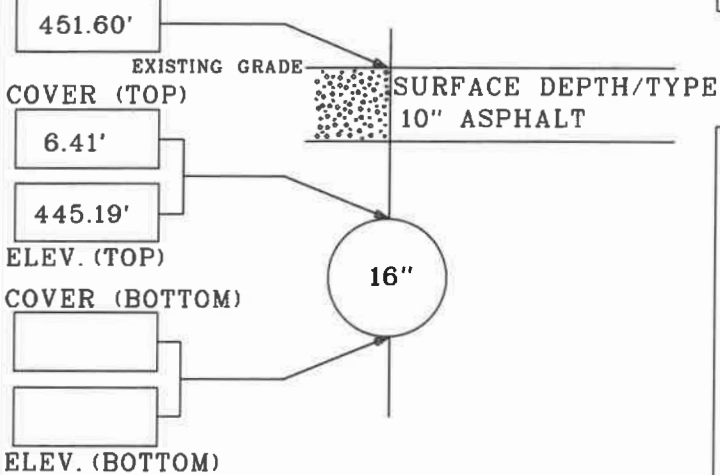 451.60'
EXISTING GRADE
COVER (TOP)
SURFACE DEPTH/TYPE
10" ASPHALT
6.41'
445.19'
ELEV. (TOP)
16"
COVER (BOTTOM)
ELEV. (BOTTOM)